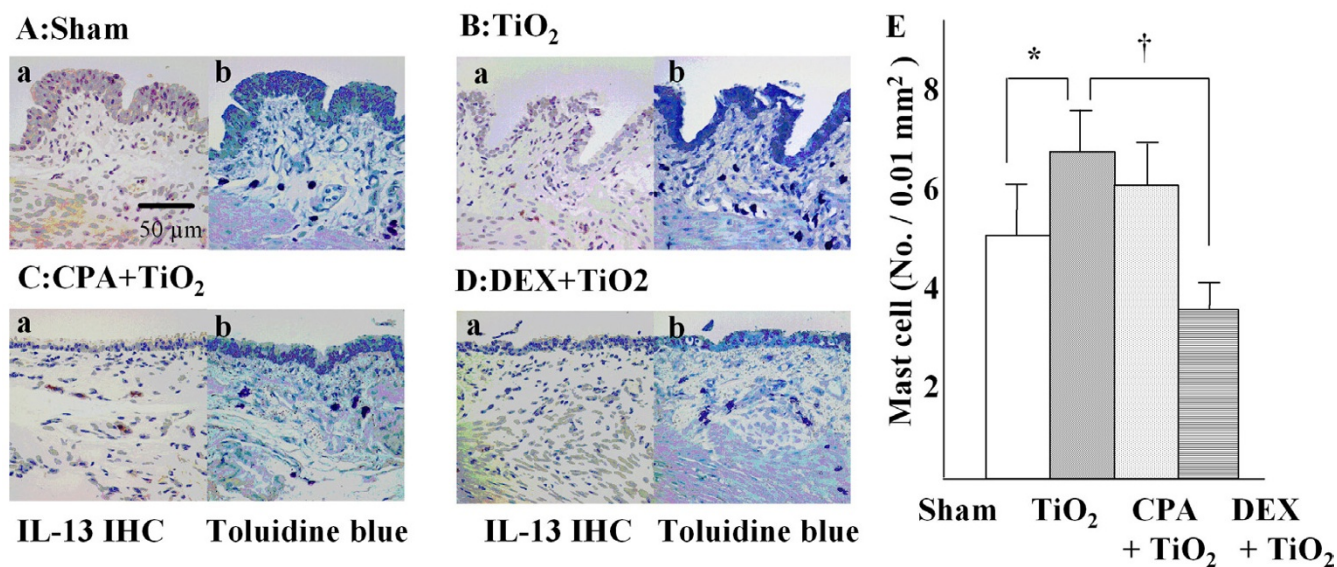 A:Sham
a
b
50 µm
B:TiO₂
a
b
C:CPA+TiO₂
a
b
IL-13 IHC Toluidine blue
D:DEX+TiO2
a
b
IL-13 IHC Toluidine blue
E
Mast cell (No. / 0.01 mm²)
8
6
4
2
*
†
Sham TiO₂ CPA DEX
+ TiO₂ + TiO₂